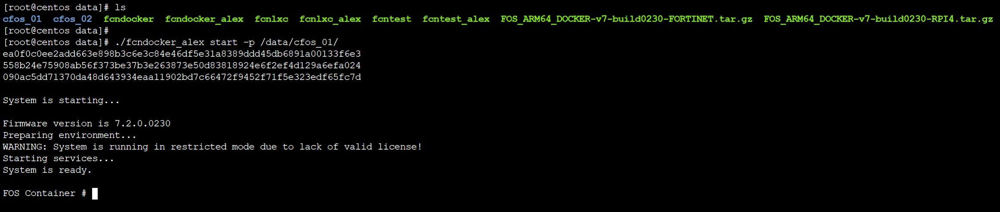 [root@centos data]# ls
cfos_01  cfos_02  fcndocker  fcndocker_alex  fcnlxc  fcnlxc_alex  fcntest  fcntest_alex  FOS_ARM64_DOCKER-v7-build0230-FORTINET.tar.gz  FOS_ARM64_DOCKER-v7-build0230-RPI4.tar.gz
[root@centos data]#
[root@centos data]# ./fcndocker_alex start -p /data/cfos_01/
ea0f0c0ee2add663e898b3c6e3c84e46df5e31a8389ddd45db6891a00133f6e3
558b24e75908ab56f373be37b3e263873e50d83818924e6f2ef4d129a6efa024
090ac5dd71370da48d643934eaa11902bd7c66472f9452f71f5e323edf65fc7d
System is starting...
Firmware version is 7.2.0.0230
Preparing environment...
WARNING: System is running in restricted mode due to lack of valid license!
Starting services...
System is ready.
FOS Container #